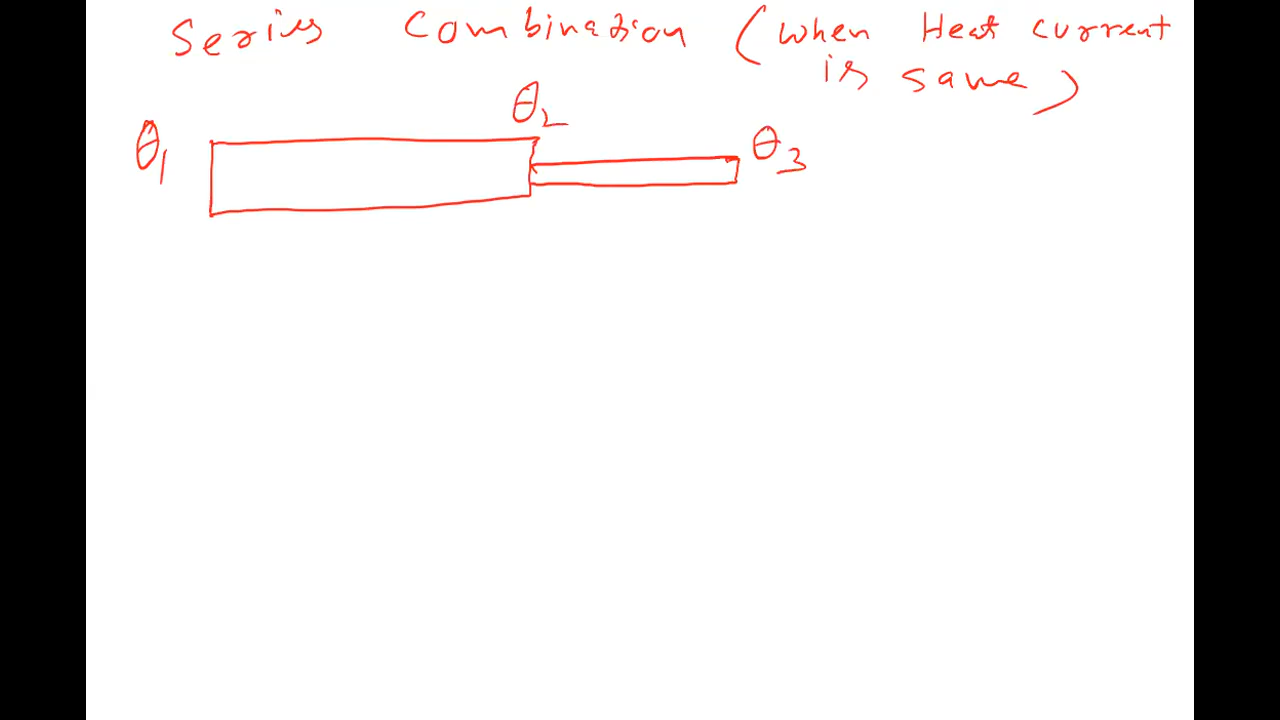 Series Combination (when Heat current
is same)
θ₂
θ₁
θ₃